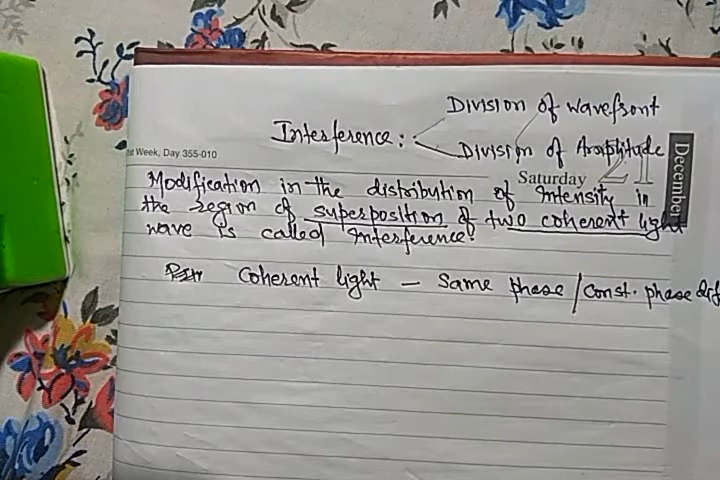 Division of wavefront
Interference:
Division of Amplitude
1st Week, Day 355-010
Saturday 21
December
Modification in the distribution of Intensity in
the region of superposition of two coherent light
wave is called Interference.
Coherent light — Same phase / Const. phase dif